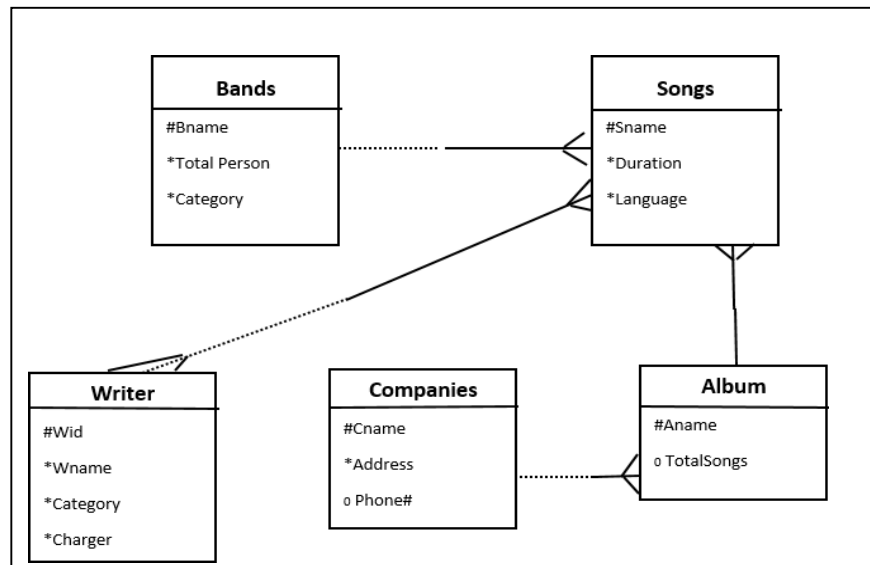 Bands
#Bname
*Total Person
*Category
Songs
#Sname
*Duration
*Language
Writer
#Wid
*Wname
*Category
*Charger
Companies
#Cname
*Address
o Phone#
Album
#Aname
o TotalSongs